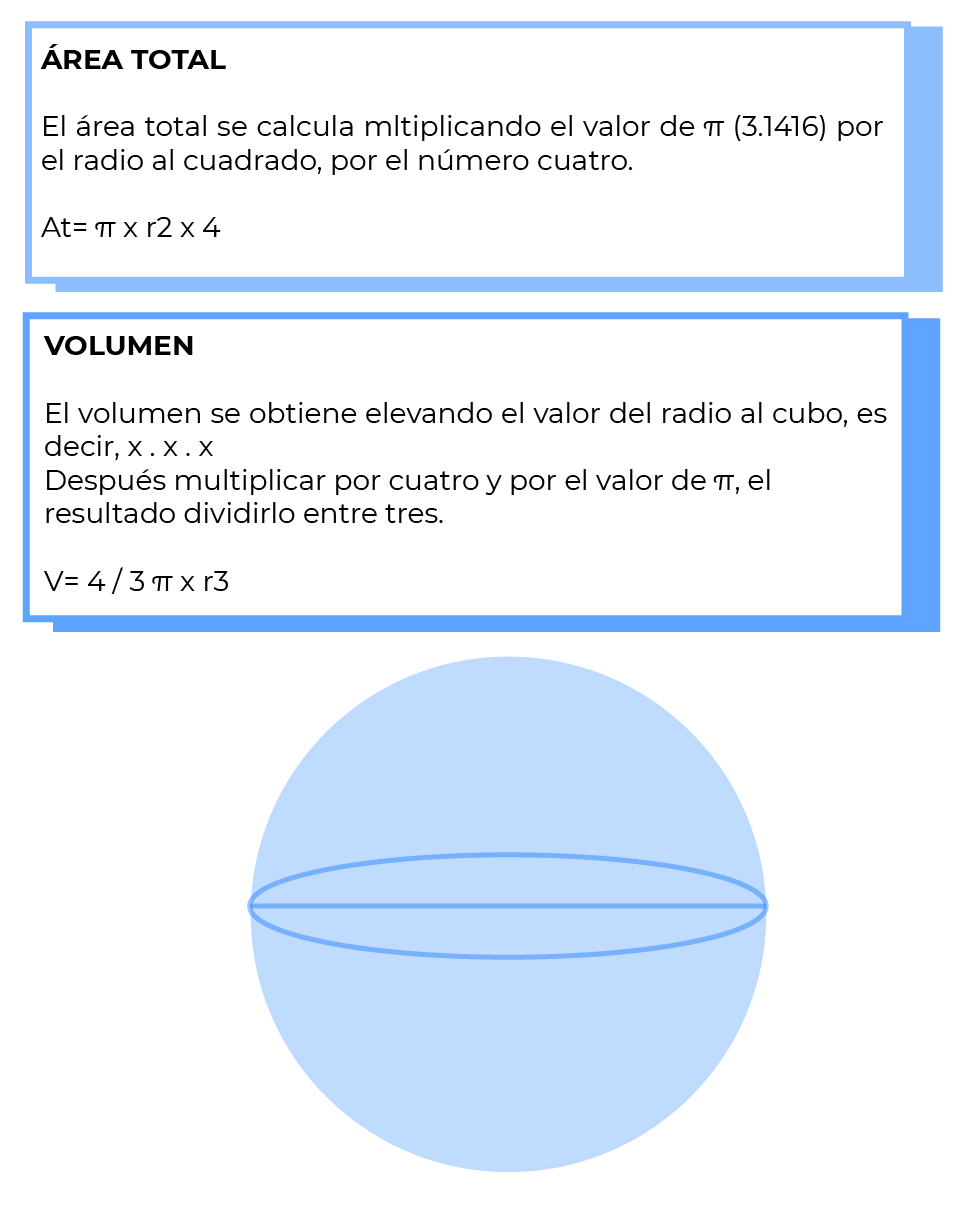 ÁREA TOTAL
El área total se calcula mltiplicando el valor de π (3.1416) por
el radio al cuadrado, por el número cuatro.
At= π x r2 x 4
VOLUMEN
El volumen se obtiene elevando el valor del radio al cubo, es
decir, x . x . x
Después multiplicar por cuatro y por el valor de π, el
resultado dividirlo entre tres.
V= 4 / 3 π x r3